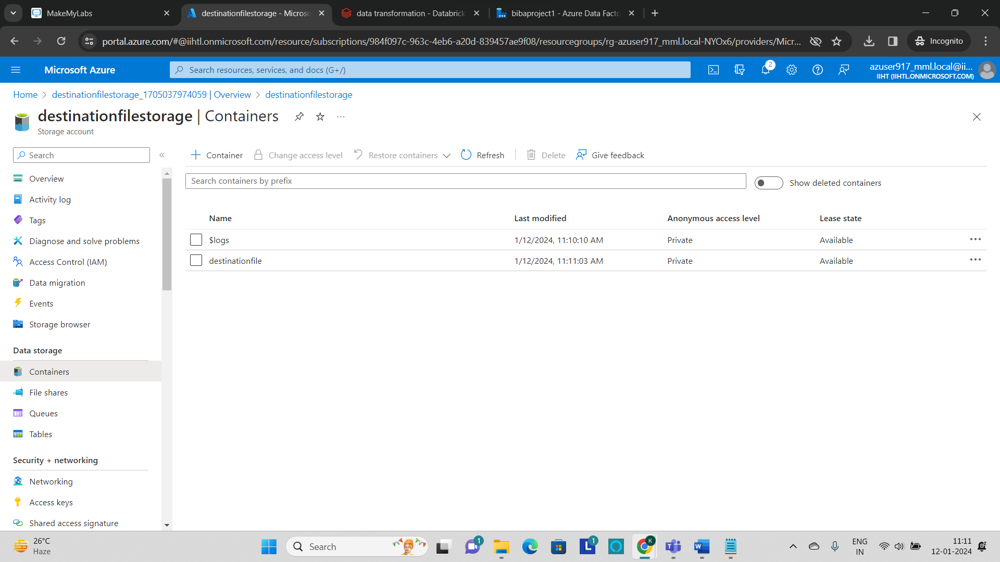 MakeMyLabs
destinationfilestorage - Micros
data transformation - Databrick
bibaproject1 - Azure Data Facto
portal.azure.com/#@iihtl.onmicrosoft.com/resource/subscriptions/984f097c-963c-4eb6-a20d-839457ae9f08/resourcegroups/rg-azuser917_mml.local-NYOx6/providers/Micr...
Incognito
Microsoft Azure
Search resources, services, and docs (G+/)
2
azuser917_mml.local@ii...
IIHT (IIHTL.ONMICROSOFT.COM)
Home > destinationfilestorage_1705037974059 | Overview > destinationfilestorage
destinationfilestorage | Containers
Storage account
Search
Container
Change access level
Restore containers
Refresh
Delete
Give feedback
Search containers by prefix
Show deleted containers
Overview
Activity log
Tags
Diagnose and solve problems
Access Control (IAM)
Data migration
Events
Storage browser
Data storage
Containers
File shares
Queues
Tables
Security + networking
Networking
Access keys
Shared access signature
Name Last modified Anonymous access level Lease state
$logs 1/12/2024, 11:10:10 AM Private Available
destinationfile 1/12/2024, 11:11:03 AM Private Available
26°C
Haze
Search
1
L
1
K
W
ENG
IN
11:11
12-01-2024